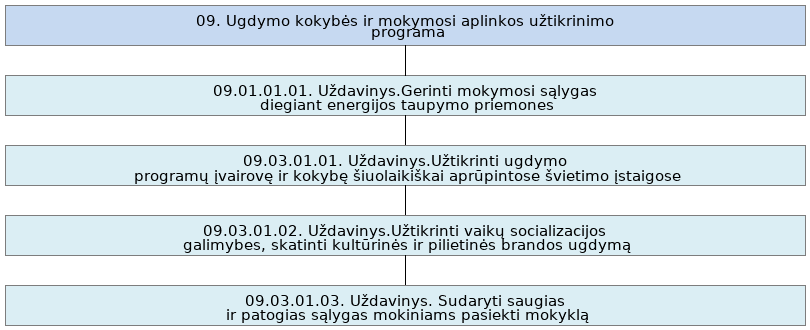 09. Ugdymo kokybės ir mokymosi aplinkos užtikrinimo
programa
09.01.01.01. Uždavinys.Gerinti mokymosi sąlygas
diegiant energijos taupymo priemones
09.03.01.01. Uždavinys.Užtikrinti ugdymo
programų įvairovę ir kokybę šiuolaikiškai aprūpintose švietimo įstaigose
09.03.01.02. Uždavinys.Užtikrinti vaikų socializacijos
galimybes, skatinti kultūrinės ir pilietinės brandos ugdymą
09.03.01.03. Uždavinys. Sudaryti saugias
ir patogias sąlygas mokiniams pasiekti mokyklą